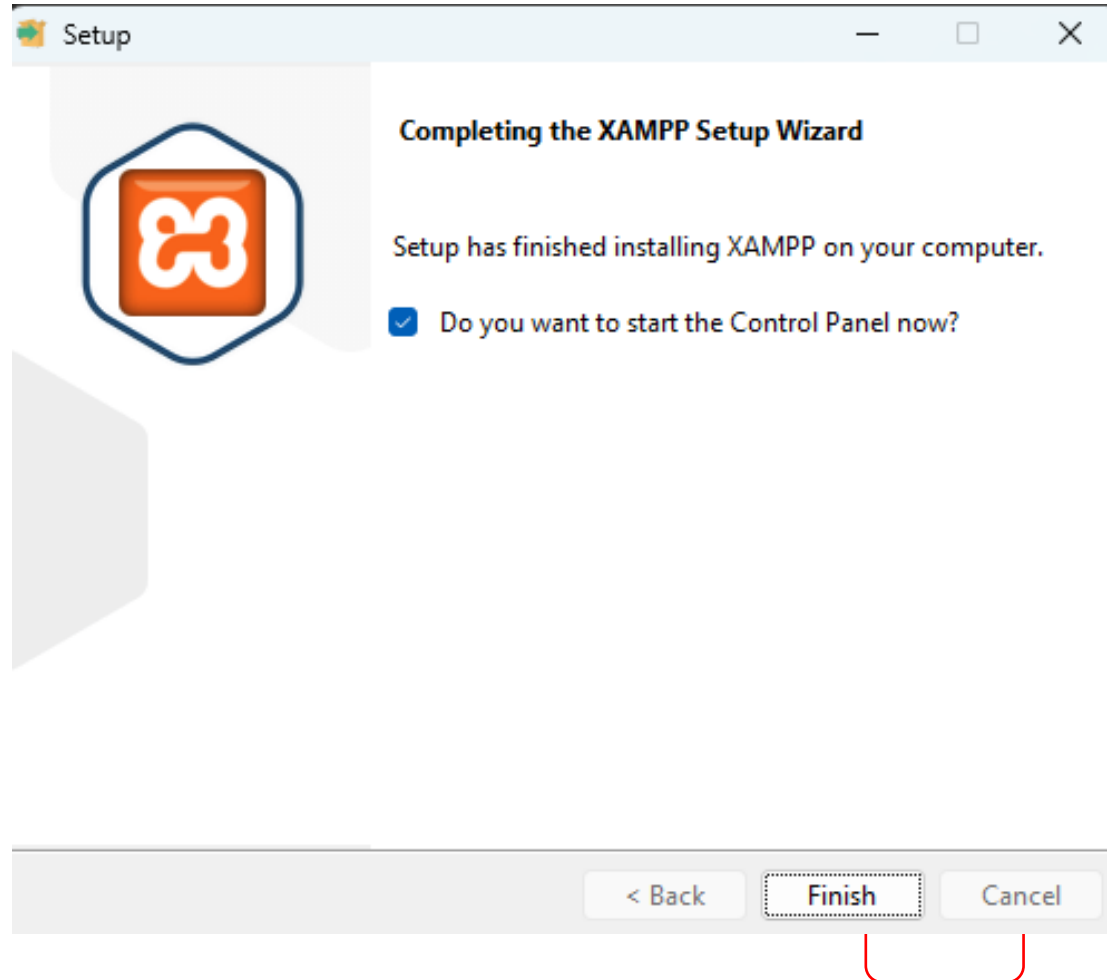 Setup
Completing the XAMPP Setup Wizard
Setup has finished installing XAMPP on your computer.
Do you want to start the Control Panel now?
< Back
Finish
Cancel